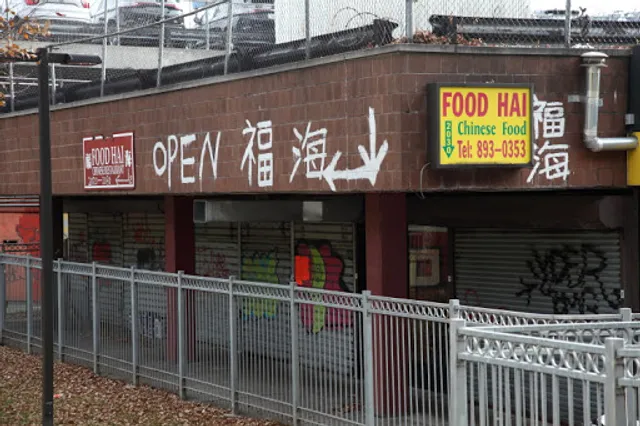 FOOD HAI
OPEN 福海
FOOD HAI
Chinese Food
Tel: 893-0353
福海